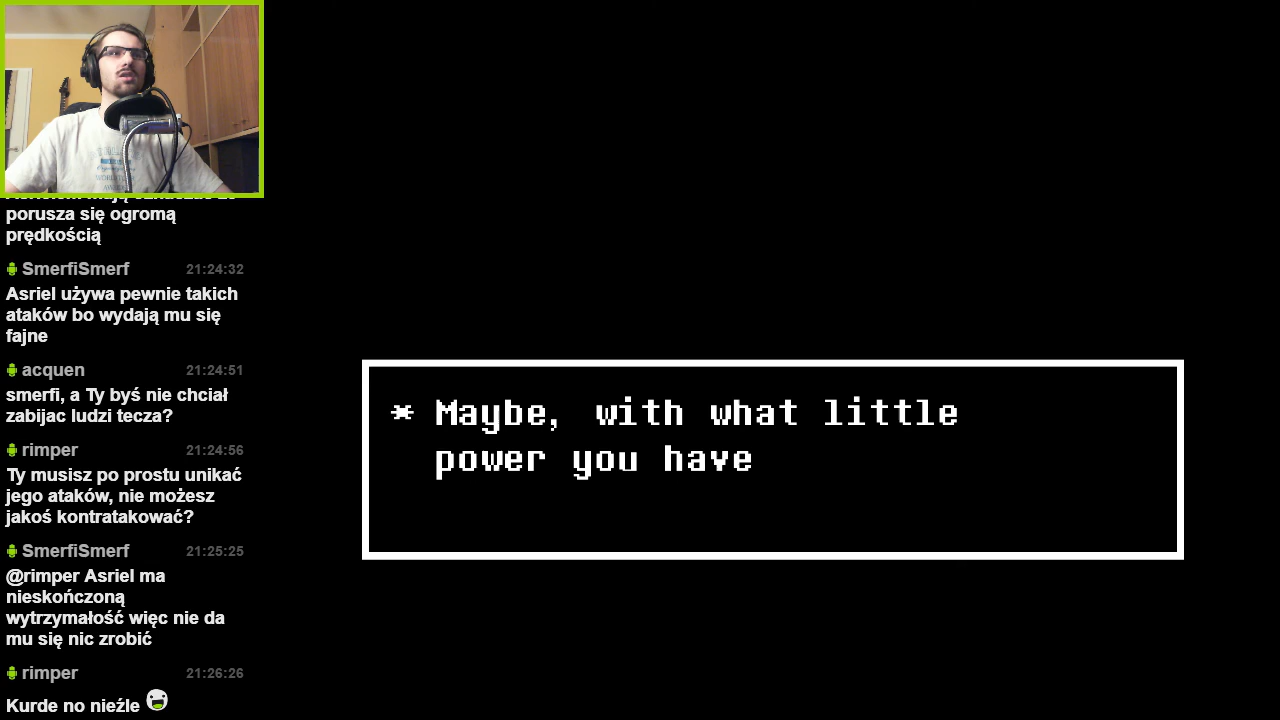 porusza się ogromą
prędkością
SmerfiSmerf 21:24:32
Asriel używa pewnie takich
ataków bo wydają mu się
fajne
acquen 21:24:51
smerfi, a Ty byś nie chciał
zabijac ludzi tecza?
rimper 21:24:56
Ty musisz po prostu unikać
jego ataków, nie możesz
jakoś kontratakować?
SmerfiSmerf 21:25:25
@rimper Asriel ma
nieskończoną
wytrzymałość więc nie da
mu się nic zrobić
rimper 21:26:26
Kurde no nieźle
* Maybe, with what little
power you have